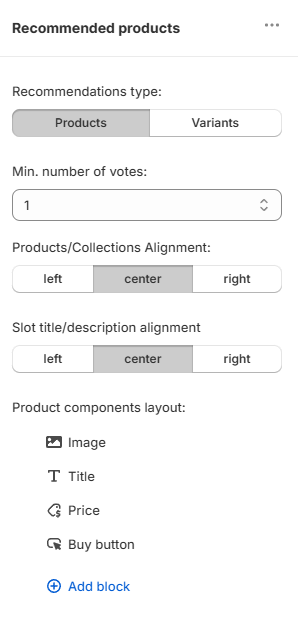 Recommended products
Recommendations type:
Products Variants
Min. number of votes:
1
Products/Collections Alignment:
left center right
Slot title/description alignment
left center right
Product components layout:
Image
Title
Price
Buy button
Add block